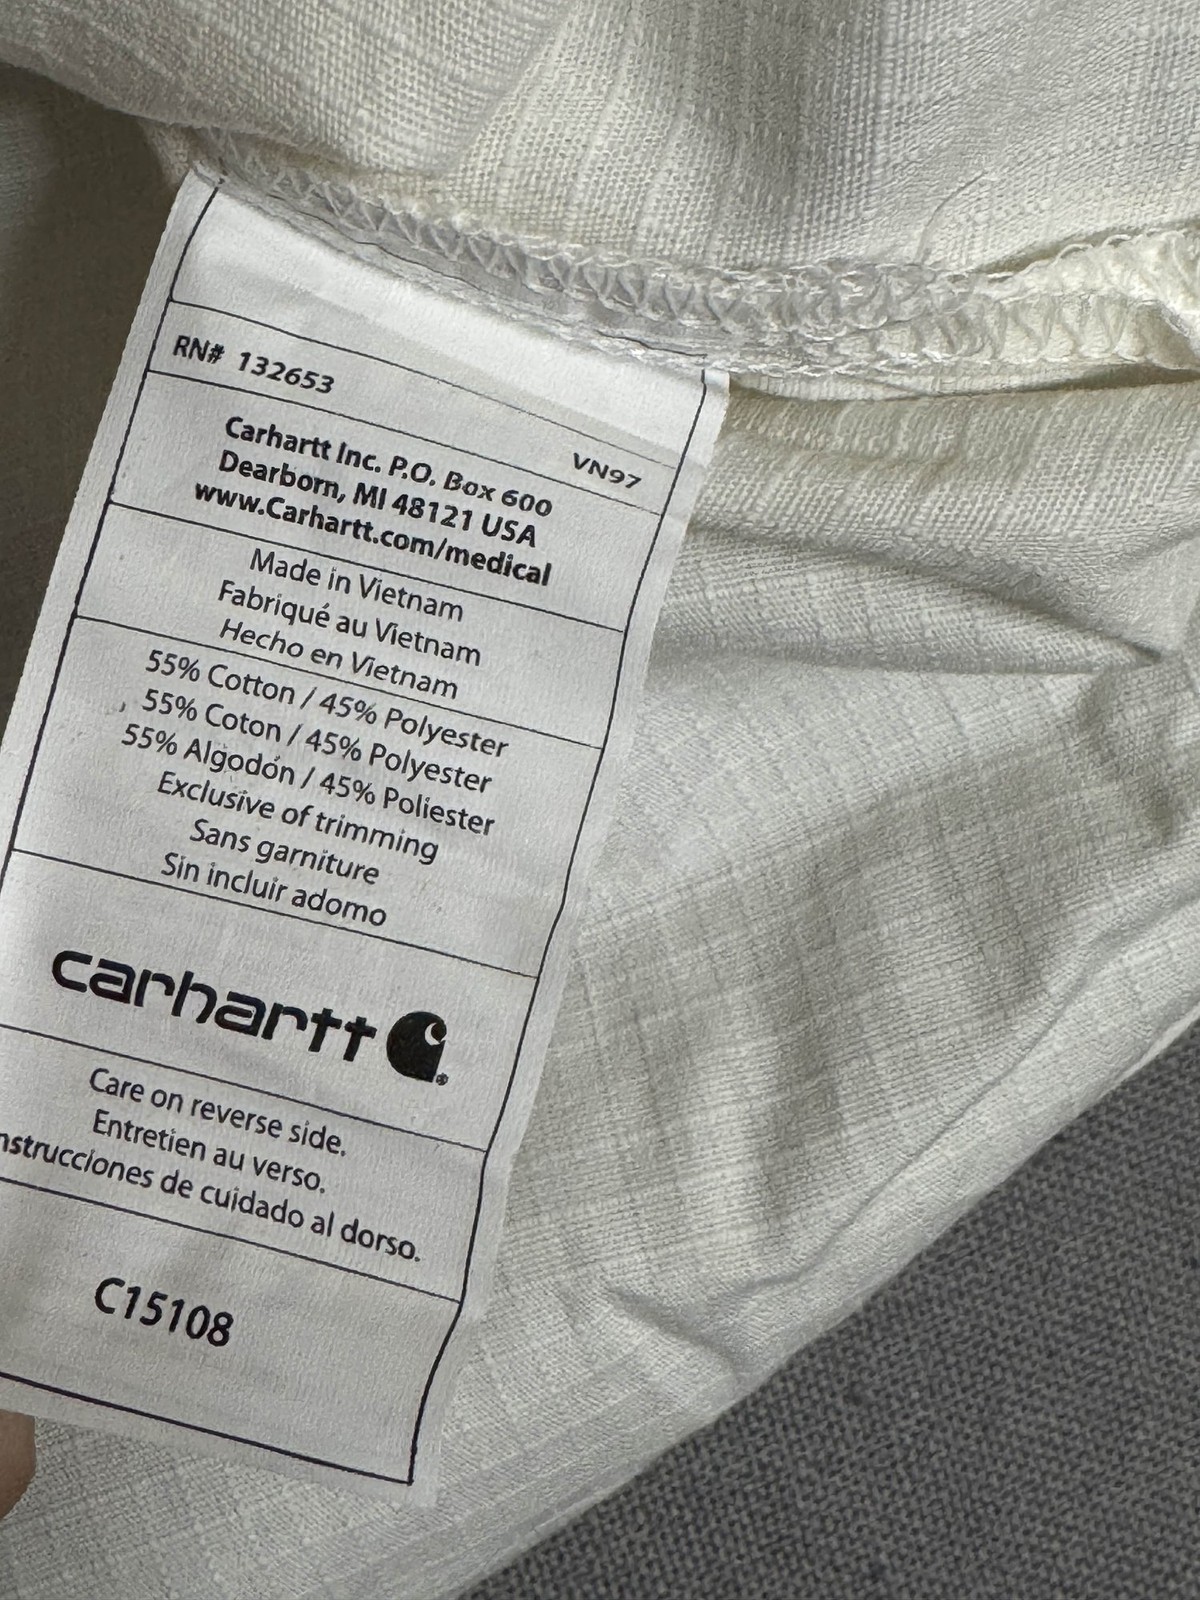 RN# 132653
VN97
Carhartt Inc. P.O. Box 600
Dearborn, MI 48121 USA
www.Carhartt.com/medical
Made in Vietnam
Fabriqué au Vietnam
Hecho en Vietnam
55% Cotton / 45% Polyester
55% Coton / 45% Polyester
55% Algodón / 45% Poliester
Exclusive of trimming
Sans garniture
Sin incluir adorno
carhartt
Care on reverse side.
Entretien au verso.
nstrucciones de cuidado al dorso.
C15108